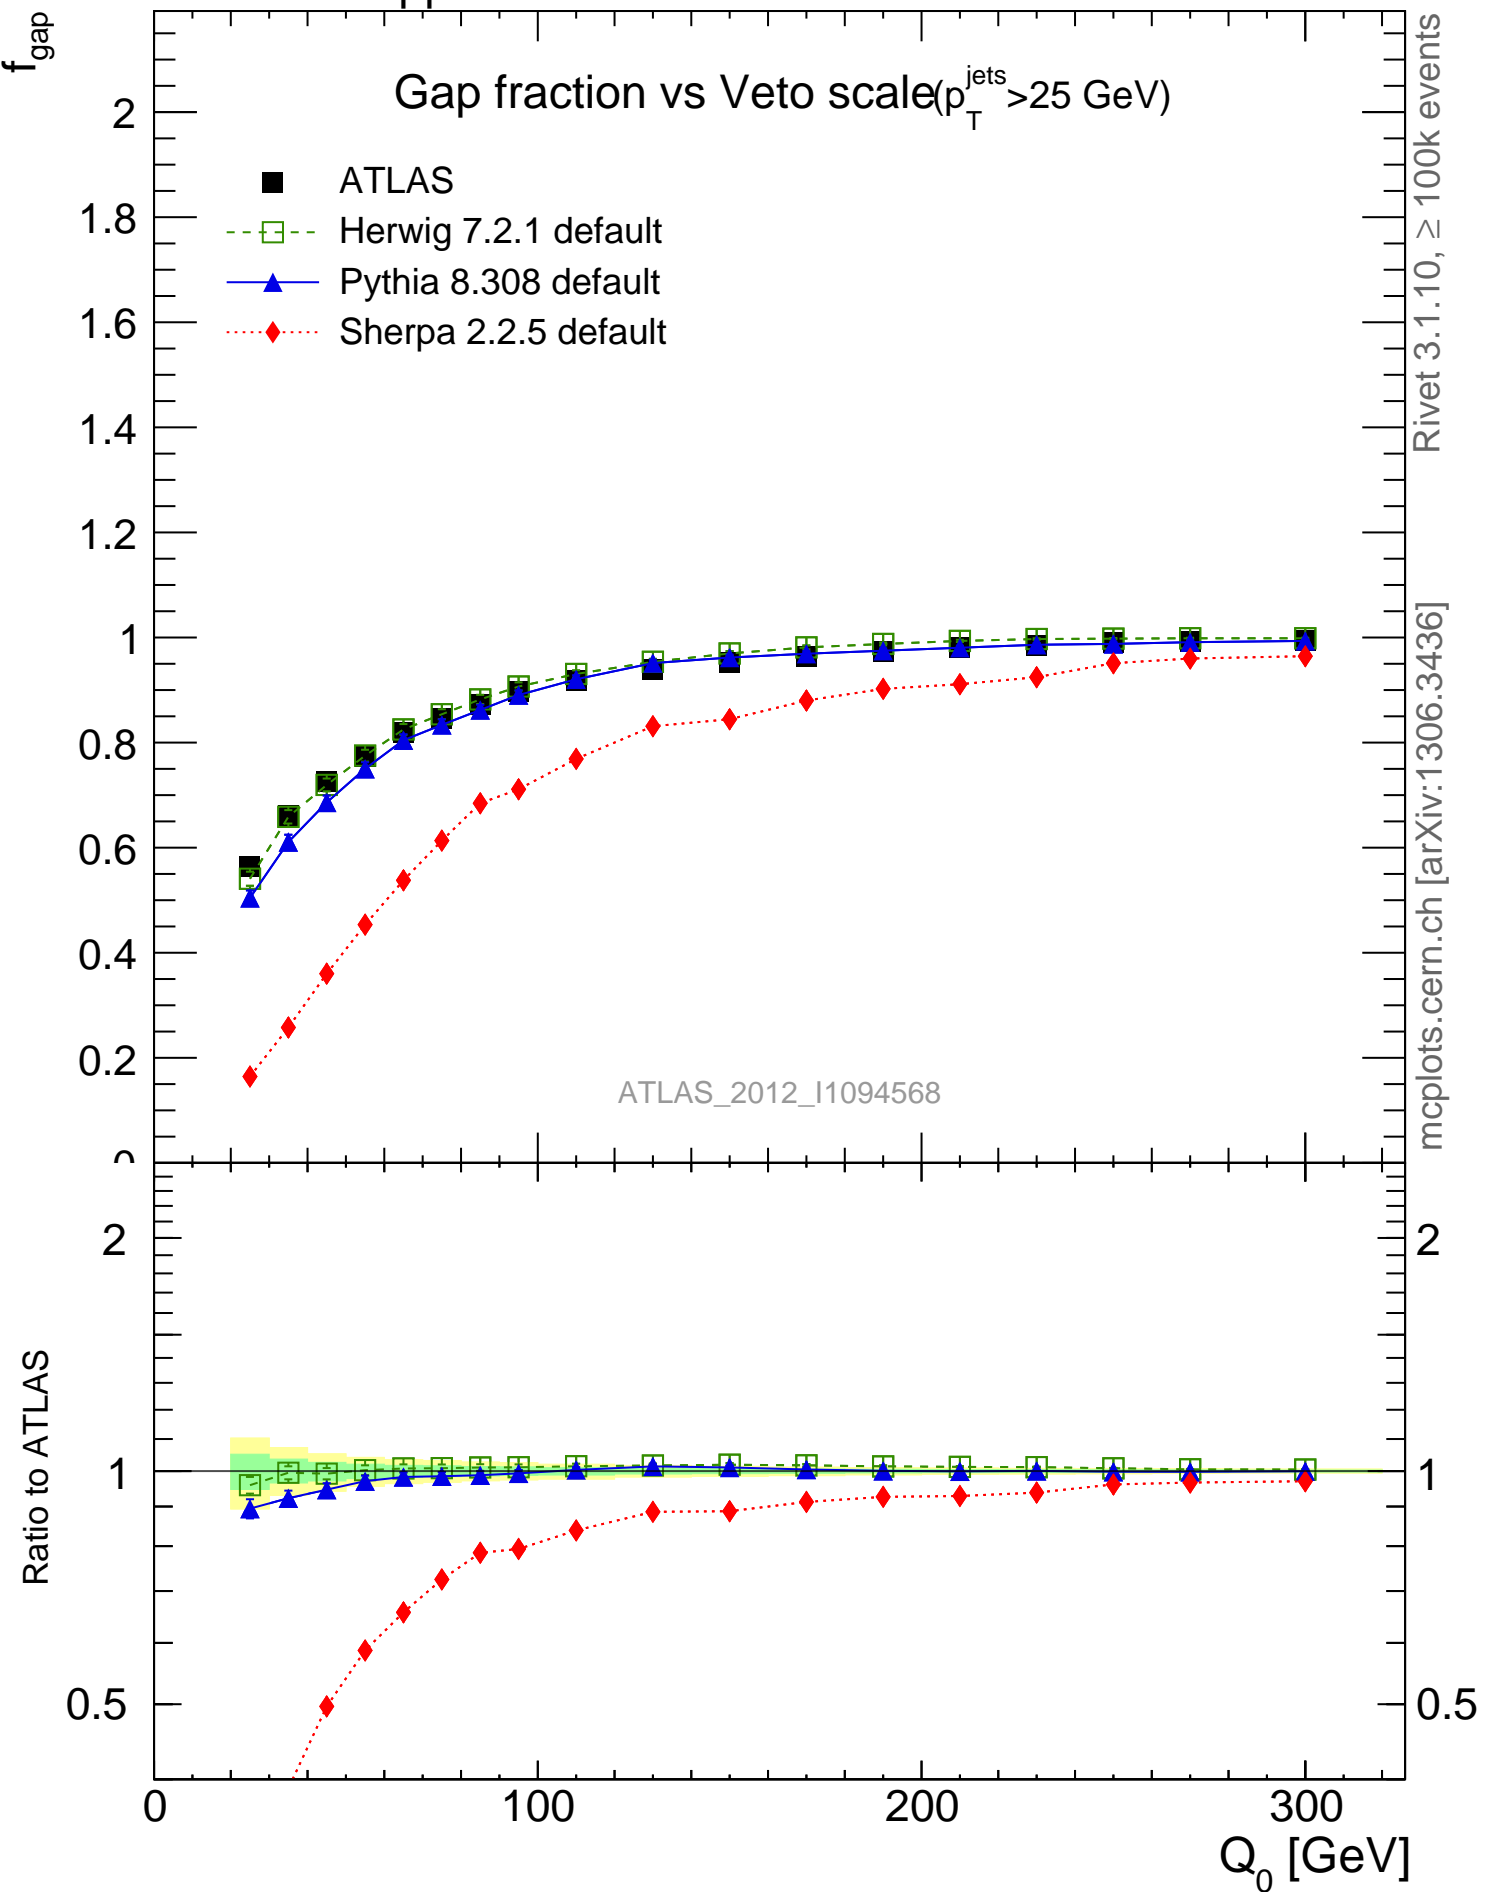 f_gap
Gap fraction vs Veto scale(p_T^jets>25 GeV)
ATLAS
Herwig 7.2.1 default
Pythia 8.308 default
Sherpa 2.2.5 default
2
1.8
1.6
1.4
1.2
1
0.8
0.6
0.4
0.2
0
ATLAS_2012_I1094568
Rivet 3.1.10, ≥ 100k events
mcplots.cern.ch [arXiv:1306.3436]
Ratio to ATLAS
2
1
0.5
2
1
0.5
0 100 200 300
Q_0 [GeV]